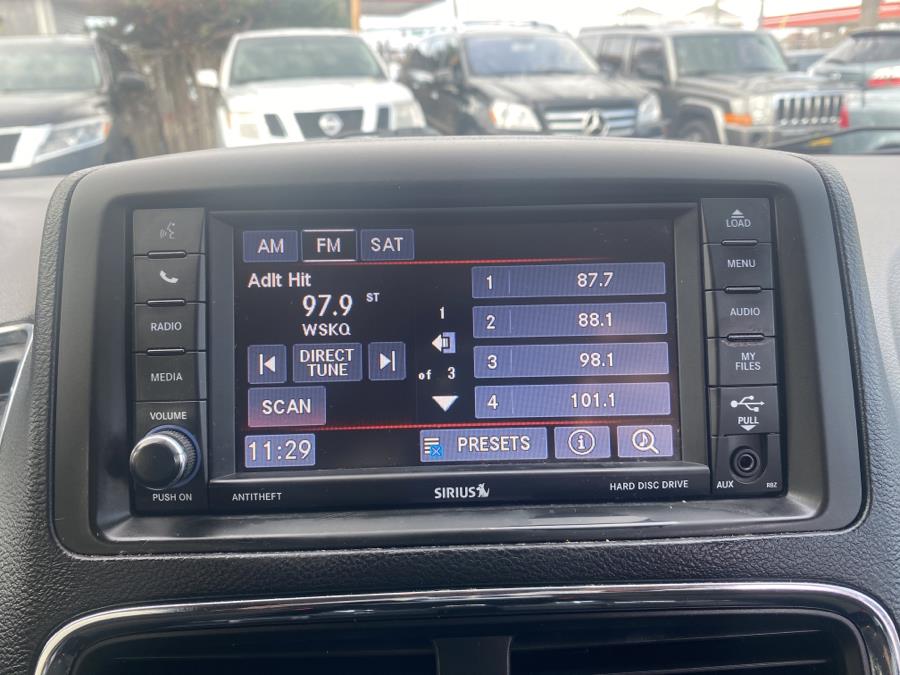 AM FM SAT
Adlt Hit
97.9 ST
WSKQ
DIRECT
TUNE
SCAN
11:29
1
of 3
1 87.7
2 88.1
3 98.1
4 101.1
PRESETS
i
RADIO
MEDIA
VOLUME
PUSH ON
ANTITHEFT
SIRIUS
HARD DISC DRIVE
LOAD
MENU
AUDIO
MY
FILES
PULL
AUX
RBZ